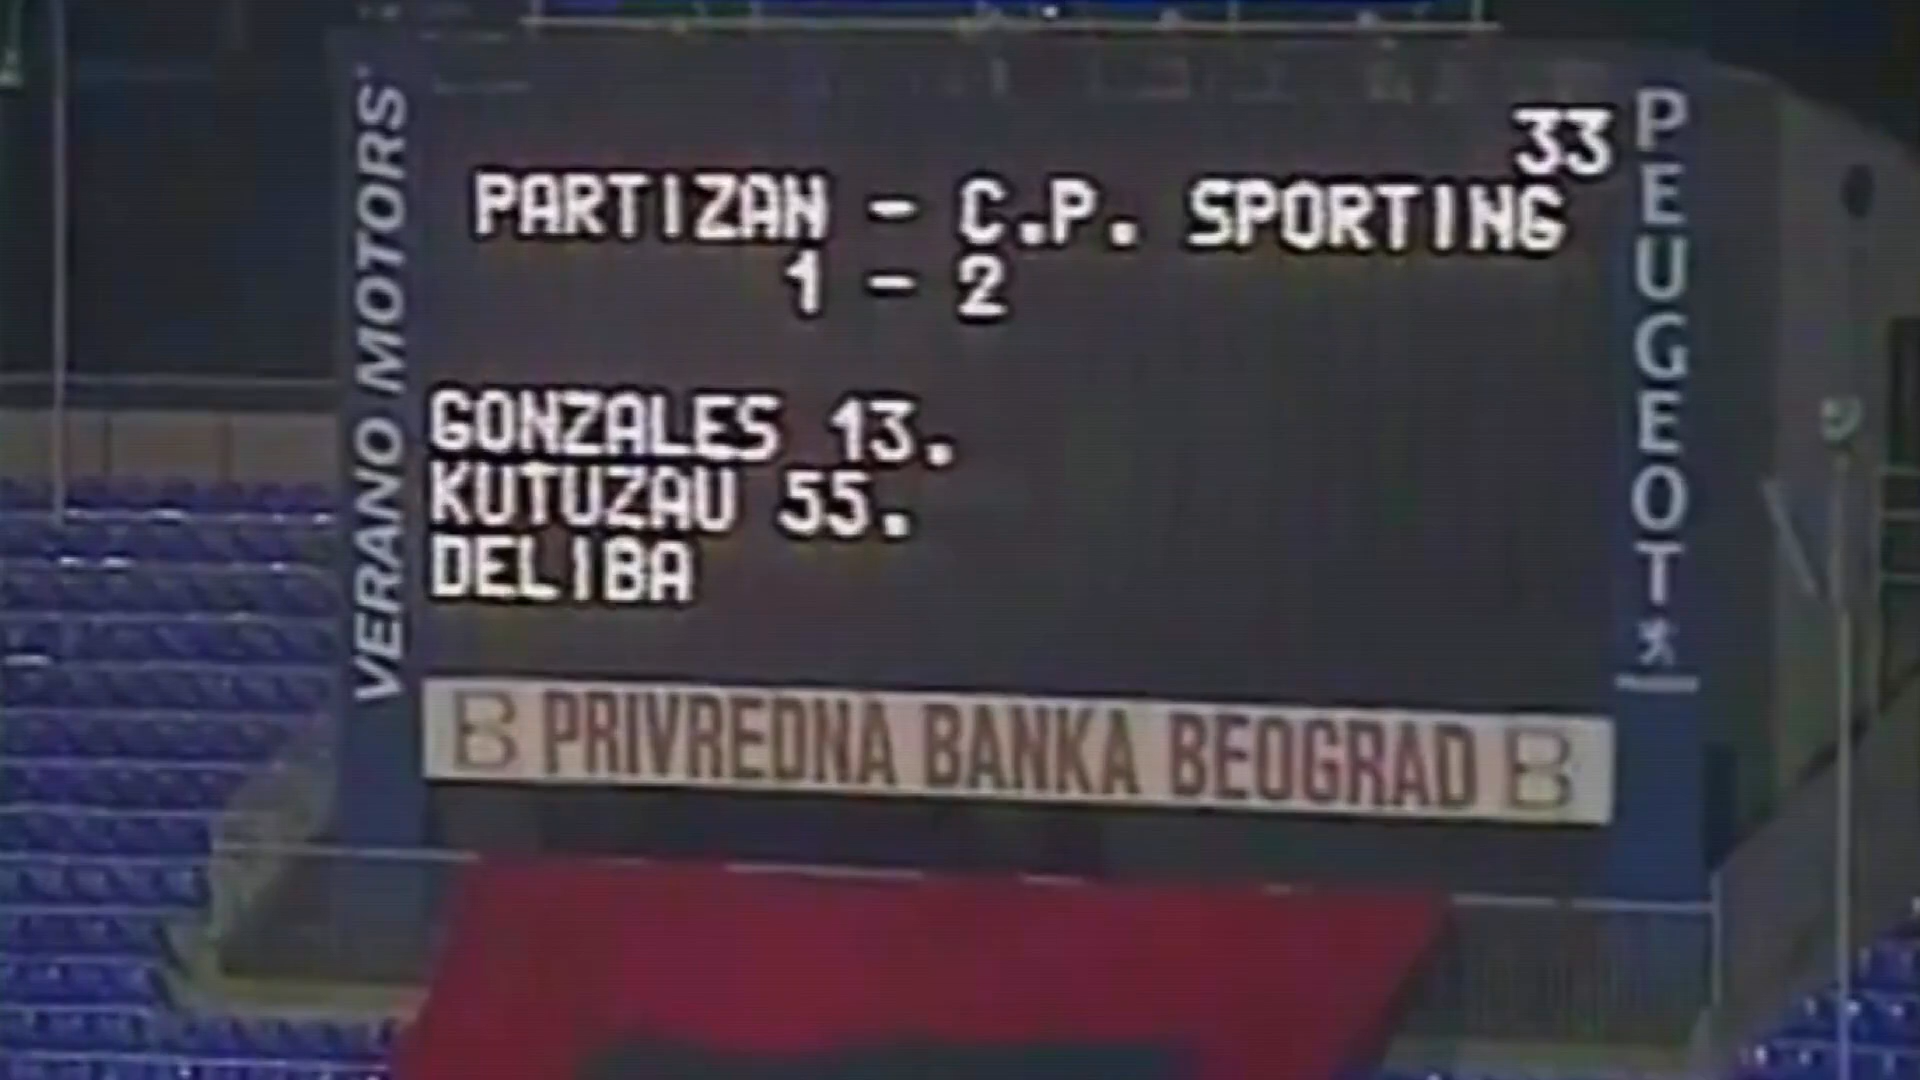 33
PARTIZAN - C.P. SPORTING
1 - 2
GONZALES 13.
KUTUZAU 55.
DELIBA
VERANO MOTORS
PEUGEOT
B PRIVREDNA BANKA BEOGRAD B